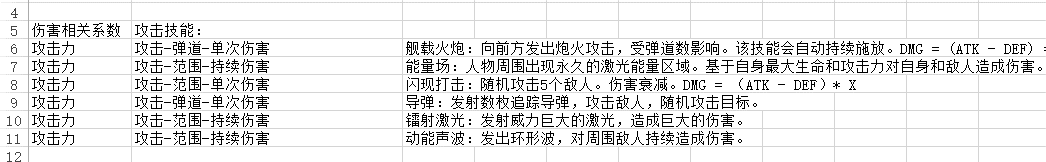 4
5 伤害相关系数 攻击技能：
6 攻击力 攻击-弹道-单次伤害 舰载火炮：向前方发出炮火攻击，受弹道数影响。该技能会自动持续施放。DMG = (ATK - DEF) =
7 攻击力 攻击-范围-持续伤害 能量场：人物周围出现永久的激光能量区域。基于自身最大生命和攻击力对自身和敌人造成伤害。
8 攻击力 攻击-范围-单次伤害 闪现打击：随机攻击5个敌人。伤害衰减。DMG = （ATK - DEF）* X
9 攻击力 攻击-弹道-单次伤害 导弹：发射数枚追踪导弹，攻击敌人，随机攻击目标。
10 攻击力 攻击-范围-持续伤害 镭射激光：发射威力巨大的激光，造成巨大的伤害。
11 攻击力 攻击-范围-持续伤害 动能声波：发出环形波，对周围敌人持续造成伤害。
12